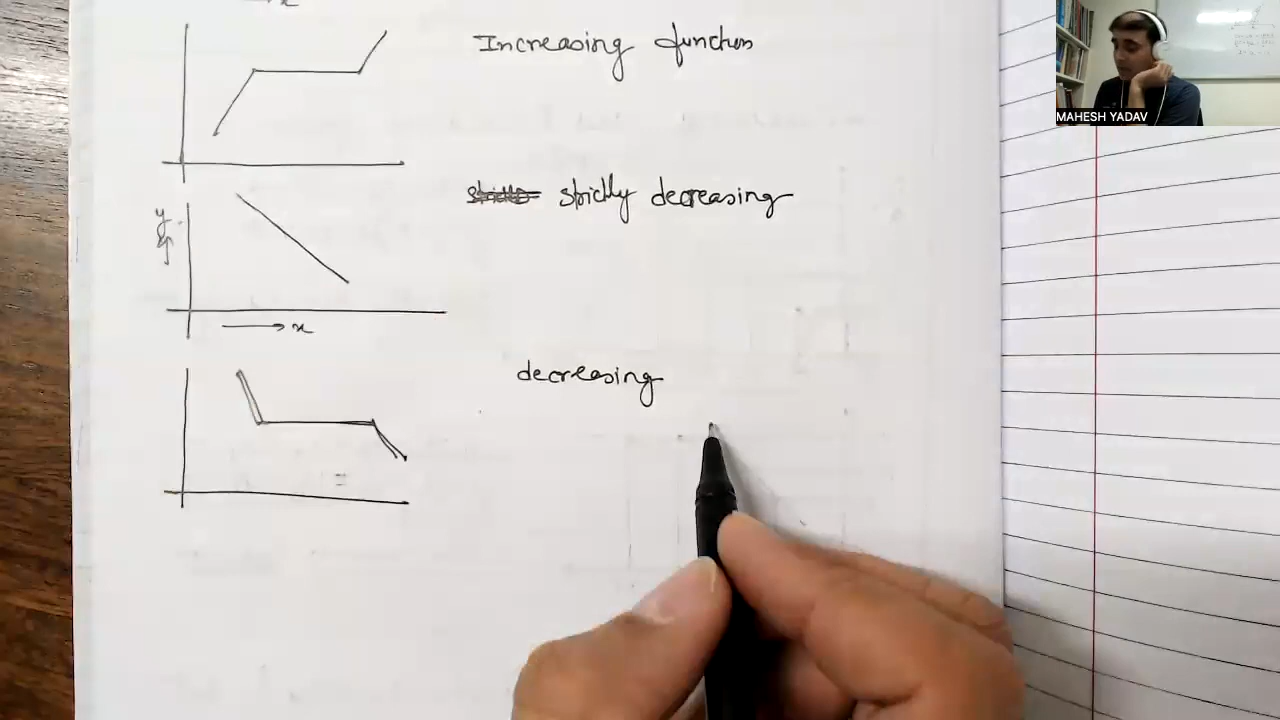 x
Increasing function
strictly decreasing
y
x
decreasing
MAHESH YADAV